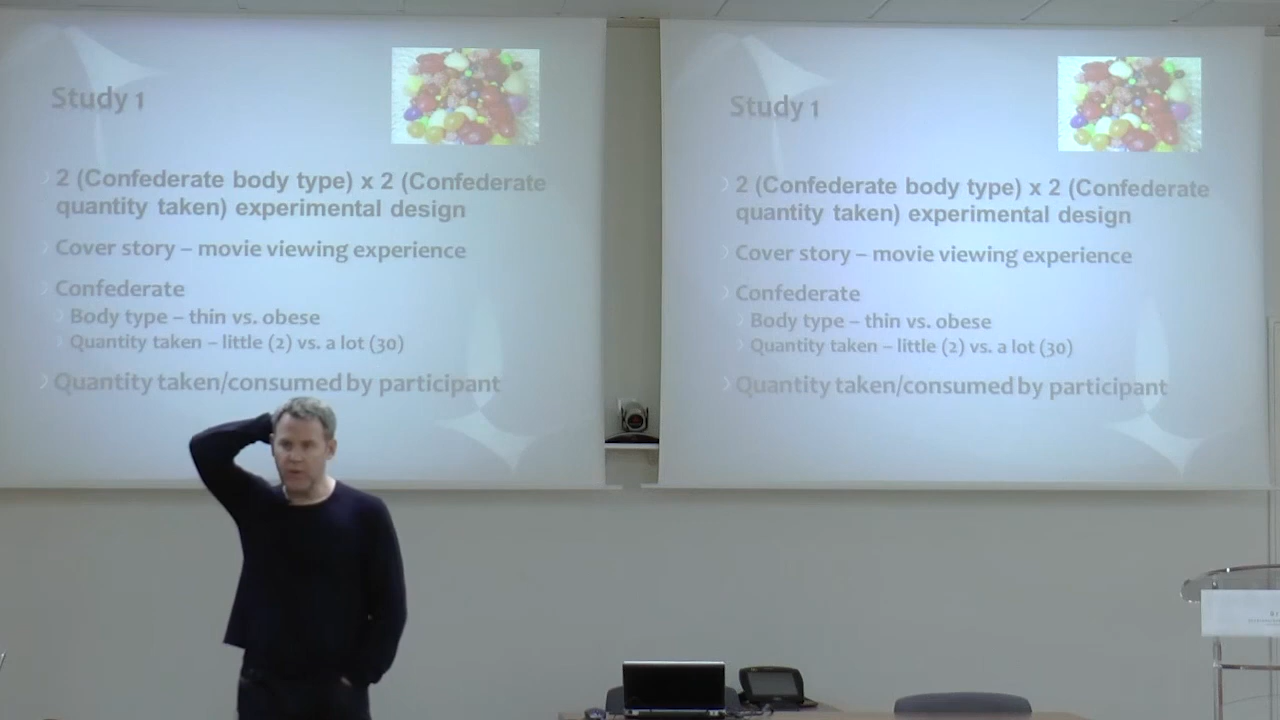 Study 1
2 (Confederate body type) x 2 (Confederate
quantity taken) experimental design
Cover story – movie viewing experience
Confederate
Body type – thin vs. obese
Quantity taken – little (2) vs. a lot (30)
Quantity taken/consumed by participant
Study 1
2 (Confederate body type) x 2 (Confederate
quantity taken) experimental design
Cover story – movie viewing experience
Confederate
Body type – thin vs. obese
Quantity taken – little (2) vs. a lot (30)
Quantity taken/consumed by participant